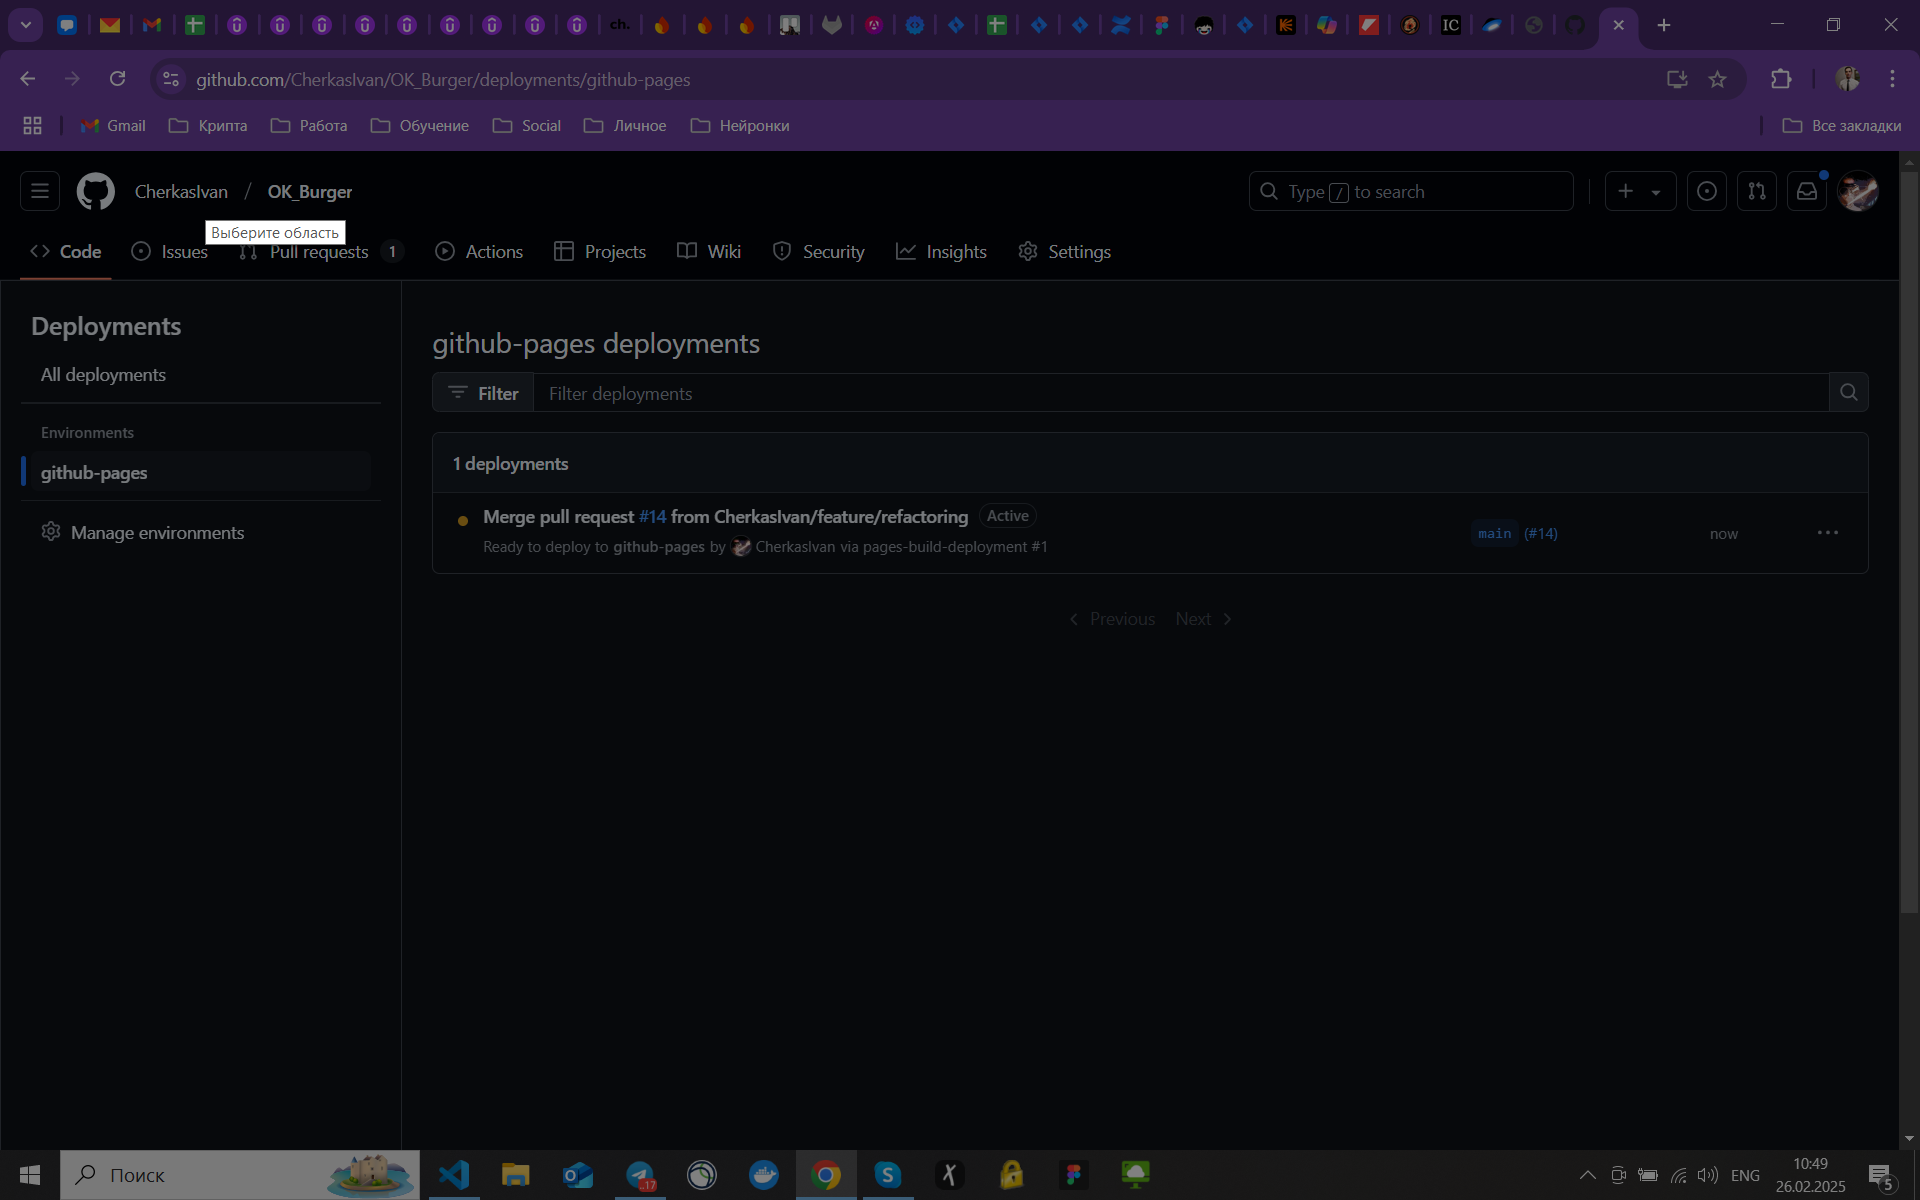 ch.
IC
github.com/CherkasIvan/OK_Burger/deployments/github-pages
Gmail
Крипта
Работа
Обучение
Social
Личное
Нейронки
Все закладки
CherkasIvan / OK_Burger
Type / to search
Выберите область
Code
Issues
Pull requests 1
Actions
Projects
Wiki
Security
Insights
Settings
Deployments
All deployments
Environments
github-pages
Manage environments
github-pages deployments
Filter
Filter deployments
1 deployments
Merge pull request #14 from CherkasIvan/feature/refactoring Active
Ready to deploy to github-pages by CherkasIvan via pages-build-deployment #1
main (#14)
now
Previous Next
Поиск
17
ENG
10:49
26.02.2025
5